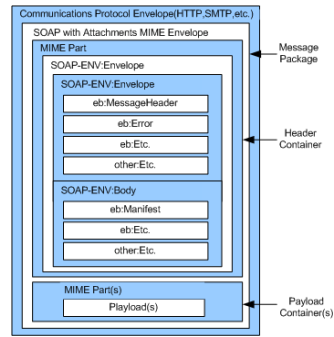 Communications Protocol Envelope(HTTP,SMTP,etc.)
SOAP with Attachments MIME Envelope
MIME Part
SOAP-ENV:Envelope
SOAP-ENV:Envelope
eb:MessageHeader
eb:Error
eb:Etc.
other:Etc.
SOAP-ENV:Body
eb:Manifest
eb:Etc.
other:Etc.
MIME Part(s)
Playload(s)
Message
Package
Header
Container
Payload
Container(s)